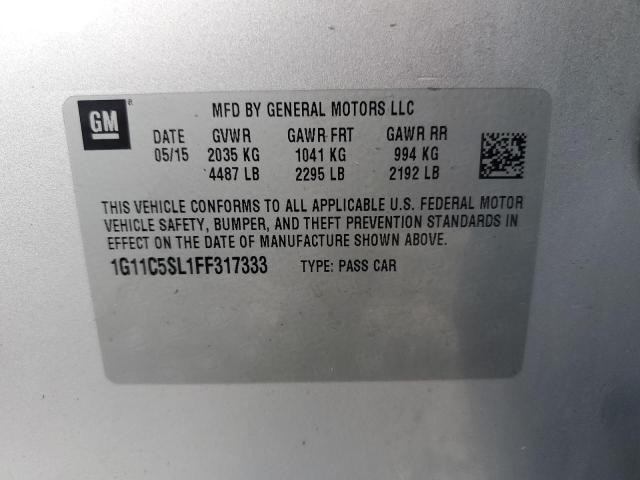 GM
®
MFD BY GENERAL MOTORS LLC
DATE GVWR GAWR FRT GAWR RR
05/15 2035 KG 1041 KG 994 KG
4487 LB 2295 LB 2192 LB
THIS VEHICLE CONFORMS TO ALL APPLICABLE U.S. FEDERAL MOTOR
VEHICLE SAFETY, BUMPER, AND THEFT PREVENTION STANDARDS IN
EFFECT ON THE DATE OF MANUFACTURE SHOWN ABOVE.
1G11C5SL1FF317333 TYPE: PASS CAR